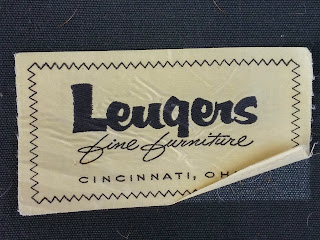 Leugers
fine furniture
CINCINNATI, OH